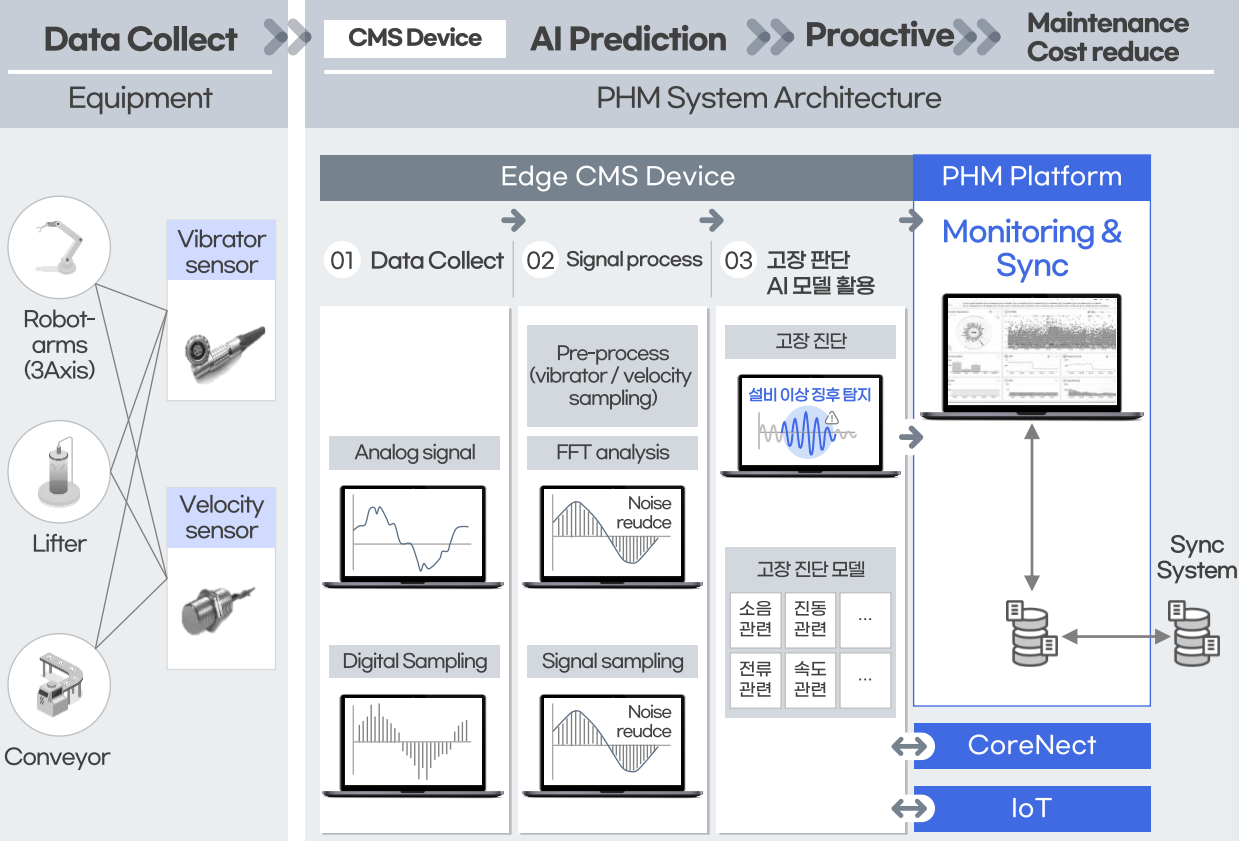 Data Collect
CMS Device
AI Prediction
Proactive
Maintenance
Cost reduce
Equipment
PHM System Architecture
Robot-
arms
(3Axis)
Lifter
Conveyor
Vibrator
sensor
Velocity
sensor
Edge CMS Device
01 Data Collect
Analog signal
Digital Sampling
02 Signal process
Pre-process
(vibrator / velocity
sampling)
FFT analysis
Noise
reudce
Signal sampling
Noise
reudce
03 고장 판단
AI 모델 활용
고장 진단
설비 이상 징후 탐지
고장 진단 모델
소음
관련
진동
관련
...
전류
관련
속도
관련
...
PHM Platform
Monitoring &
Sync
Sync
System
CoreNect
IoT